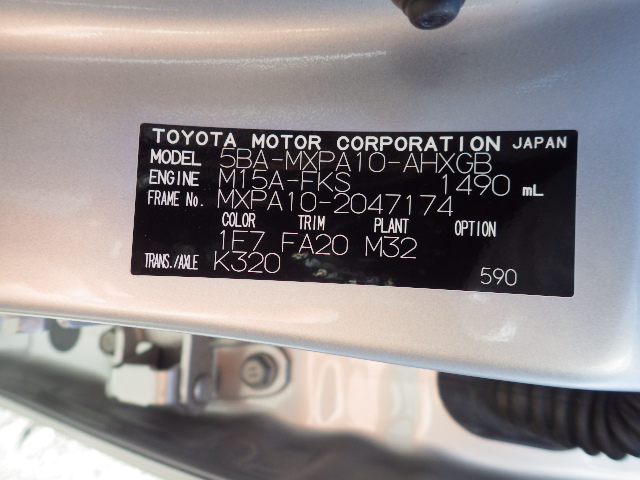 TOYOTA MOTOR CORPORATION JAPAN
MODEL 5BA-MXPA10-AHXGB
ENGINE M15A-FKS 1490 mL
FRAME No. MXPA10-2047174
COLOR TRIM PLANT OPTION
1F7 FA20 M32
TRANS./AXLE K320
590